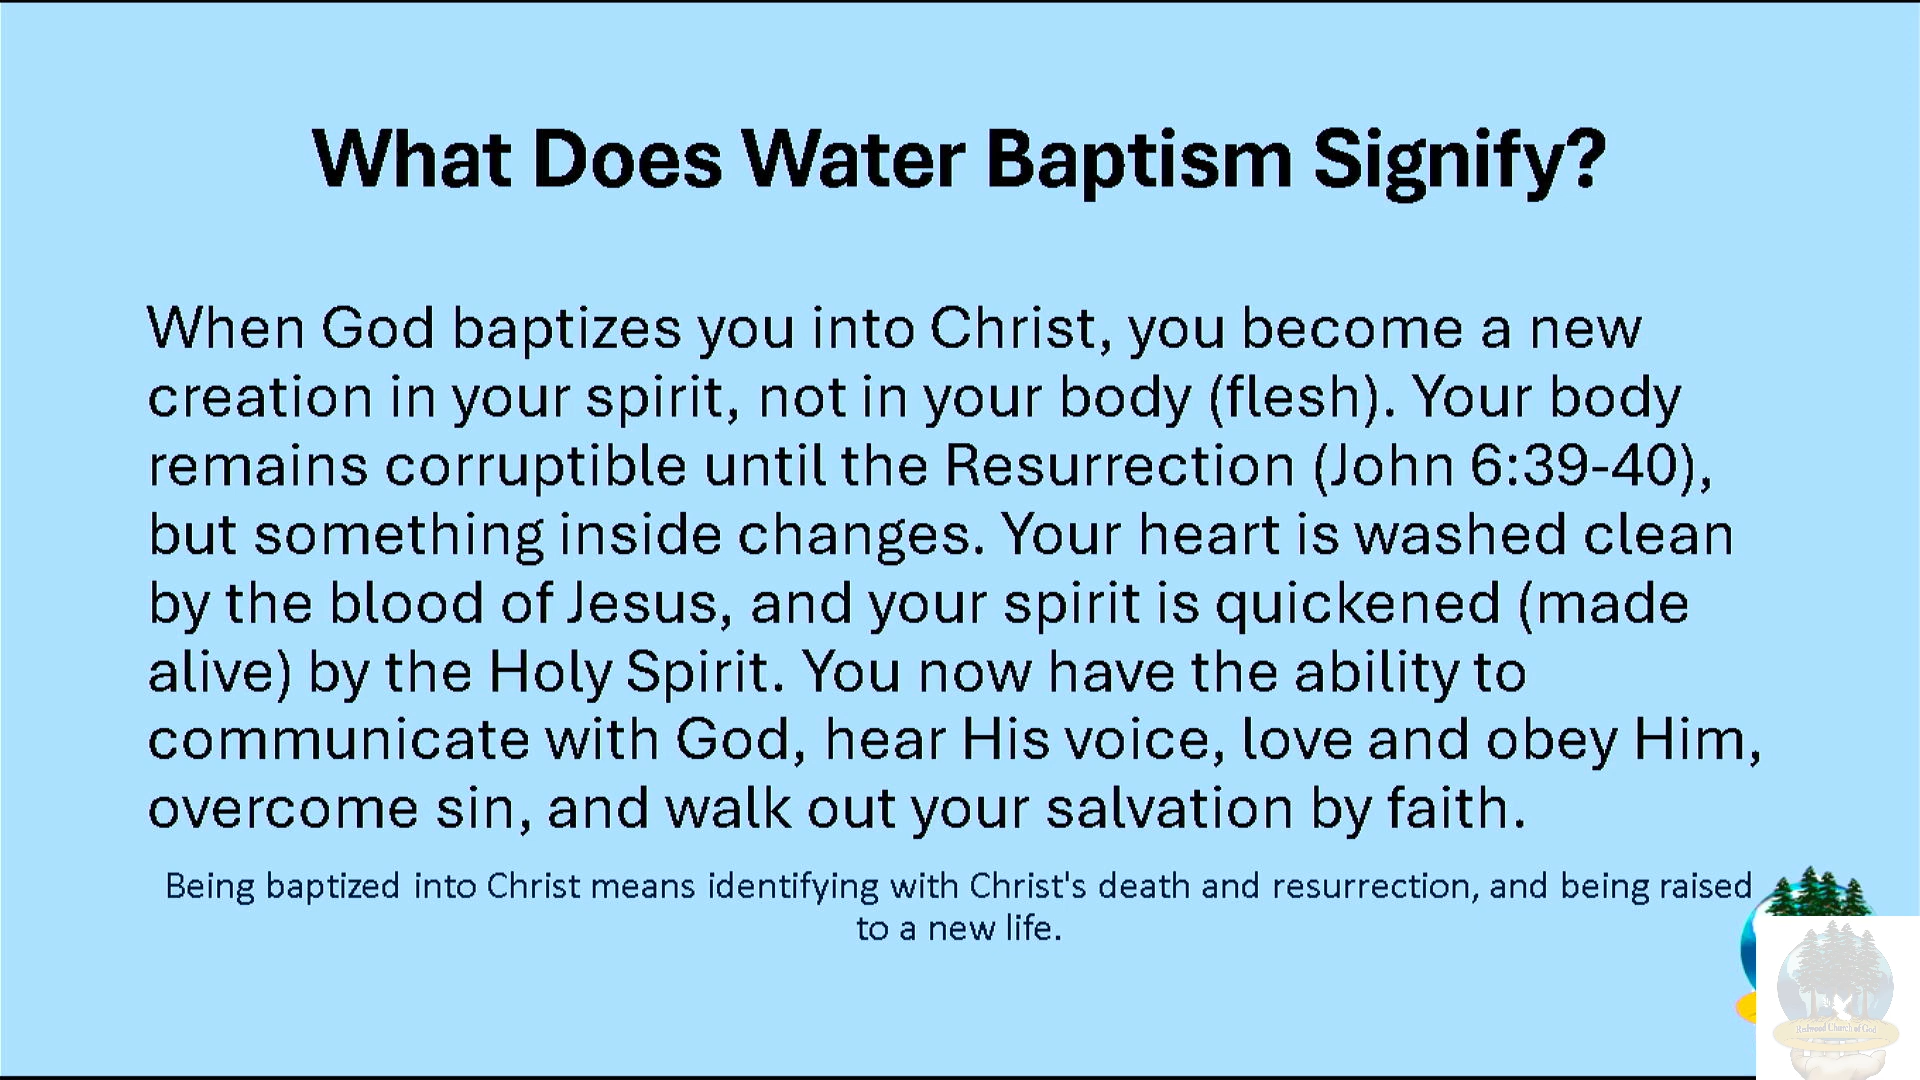 What Does Water Baptism Signify?
When God baptizes you into Christ, you become a new
creation in your spirit, not in your body (flesh). Your body
remains corruptible until the Resurrection (John 6:39-40),
but something inside changes. Your heart is washed clean
by the blood of Jesus, and your spirit is quickened (made
alive) by the Holy Spirit. You now have the ability to
communicate with God, hear His voice, love and obey Him,
overcome sin, and walk out your salvation by faith.
Being baptized into Christ means identifying with Christ's death and resurrection, and being raised
to a new life.
Redwood Church of God